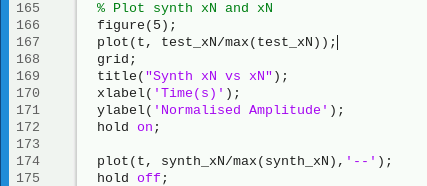 165 % Plot synth xN and xN
166 figure(5);
167 plot(t, test_xN/max(test_xN));
168 grid;
169 title("Synth xN vs xN");
170 xlabel('Time(s)');
171 ylabel('Normalised Amplitude');
172 hold on;
173
174 plot(t, synth_xN/max(synth_xN),'--');
175 hold off;